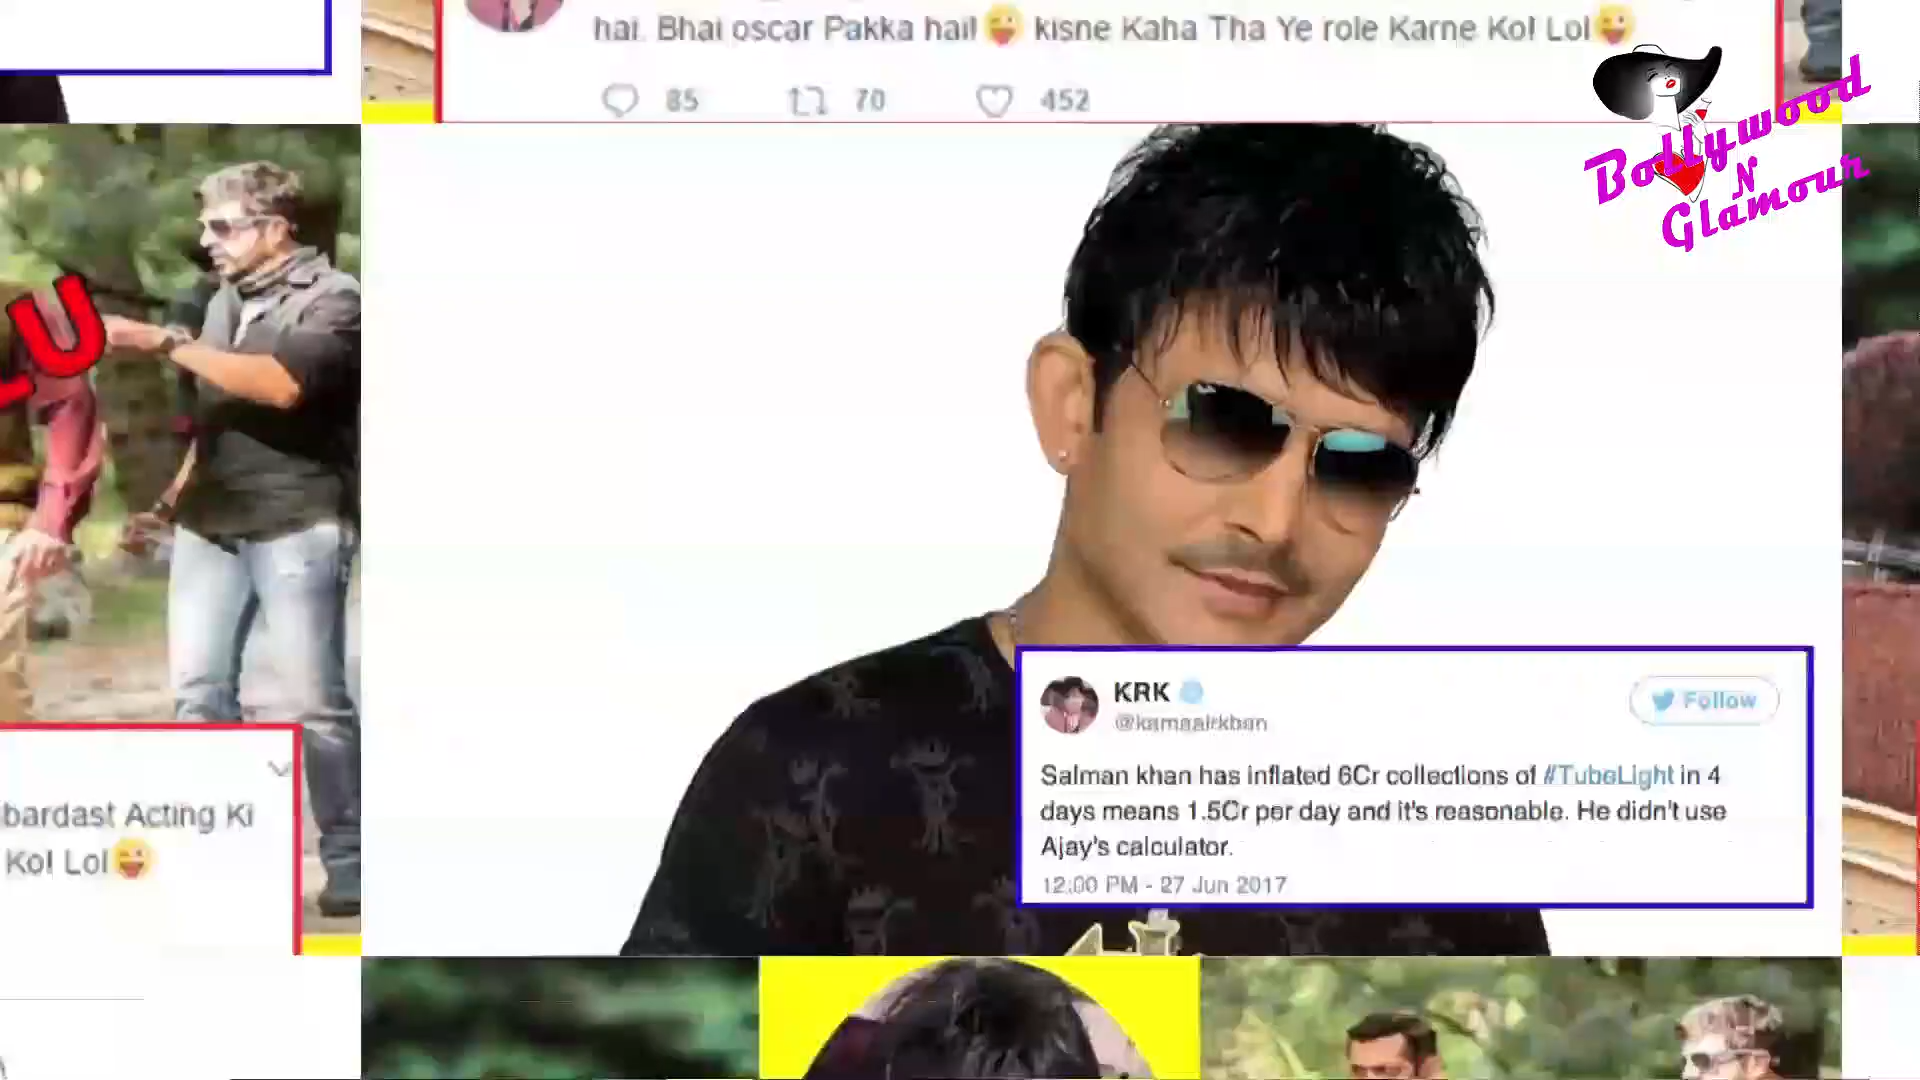 hai. Bhai oscar Pakka hai!😜 kisne Kaha Tha Ye role Karne Ko! Lol😜
85 70 452
Bollywood
N
Glamour
LU
KRK
@kamaalrkhan
Follow
Salman khan has inflated 6Cr collections of #TubeLight in 4
days means 1.5Cr per day and it's reasonable. He didn't use
Ajay's calculator.
12:00 PM - 27 Jun 2017
bardast Acting Ki
Ko! Lol😜